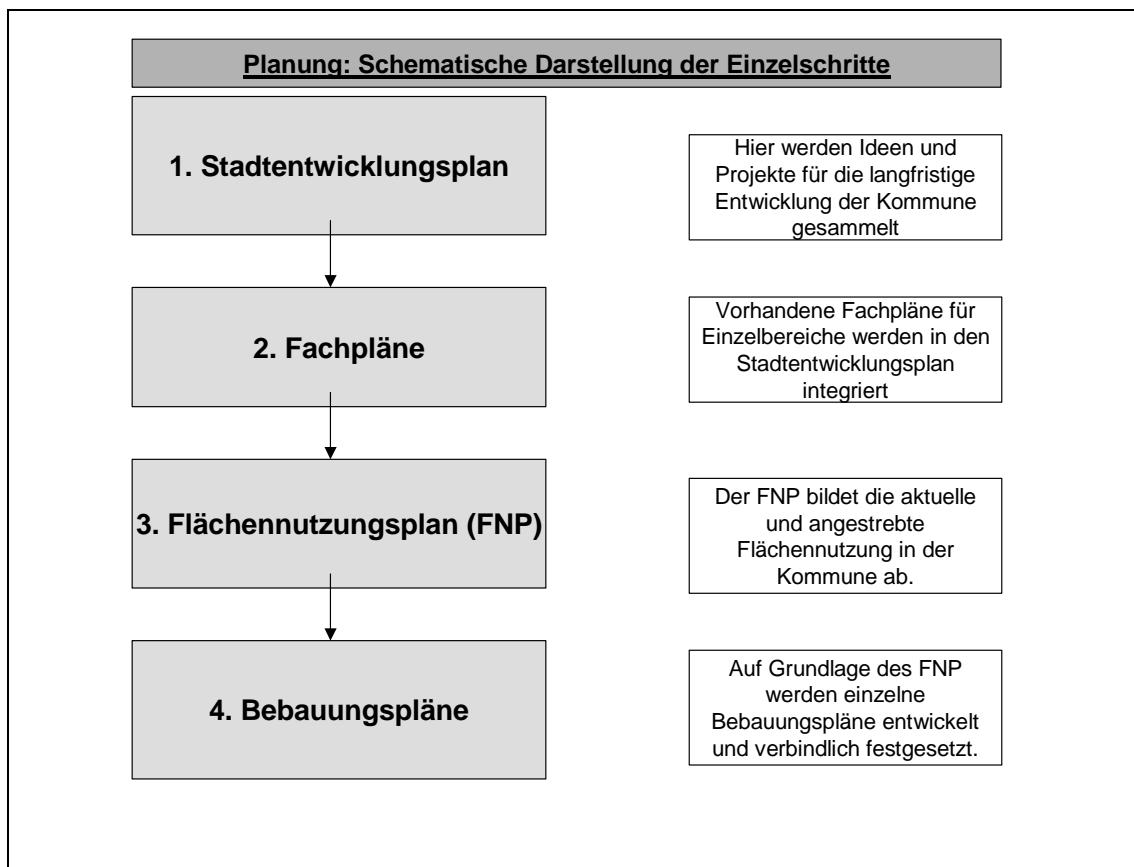 Planung: Schematische Darstellung der Einzelschritte
1. Stadtentwicklungsplan
Hier werden Ideen und
Projekte für die langfristige
Entwicklung der Kommune
gesammelt
2. Fachpläne
Vorhandene Fachpläne für
Einzelbereiche werden in den
Stadtentwicklungsplan
integriert
3. Flächennutzungsplan (FNP)
Der FNP bildet die aktuelle
und angestrebte
Flächennutzung in der
Kommune ab.
4. Bebauungspläne
Auf Grundlage des FNP
werden einzelne
Bebauungspläne entwickelt
und verbindlich festgesetzt.